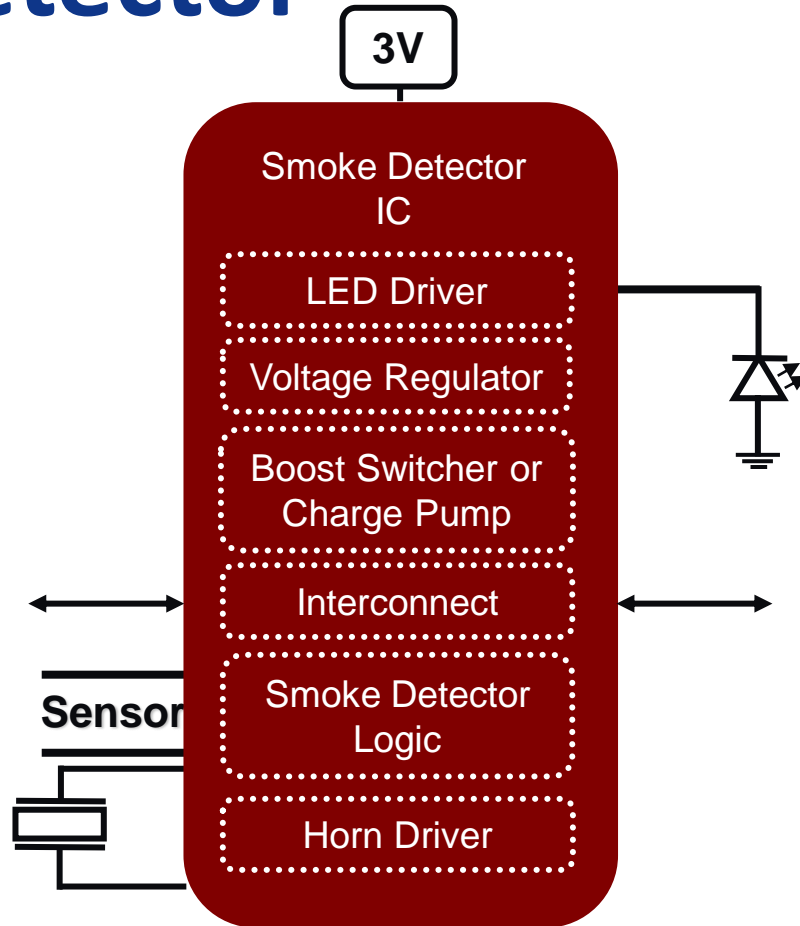 3V
Smoke Detector
IC
LED Driver
Voltage Regulator
Boost Switcher or
Charge Pump
Interconnect
Sensor
Smoke Detector
Logic
Horn Driver